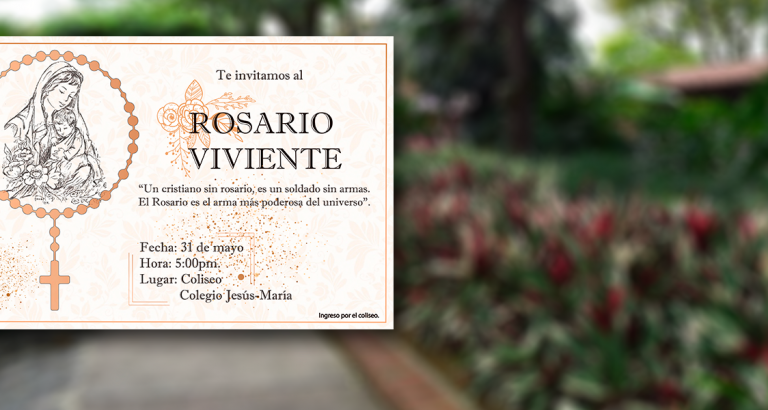 Te invitamos al
ROSARIO
VIVIENTE
“Un cristiano sin rosario, es un soldado sin armas.
El Rosario es el arma más poderosa del universo”.
Fecha: 31 de mayo
Hora: 5:00pm.
Lugar: Coliseo
Colegio Jesús-María
Ingreso por el coliseo.